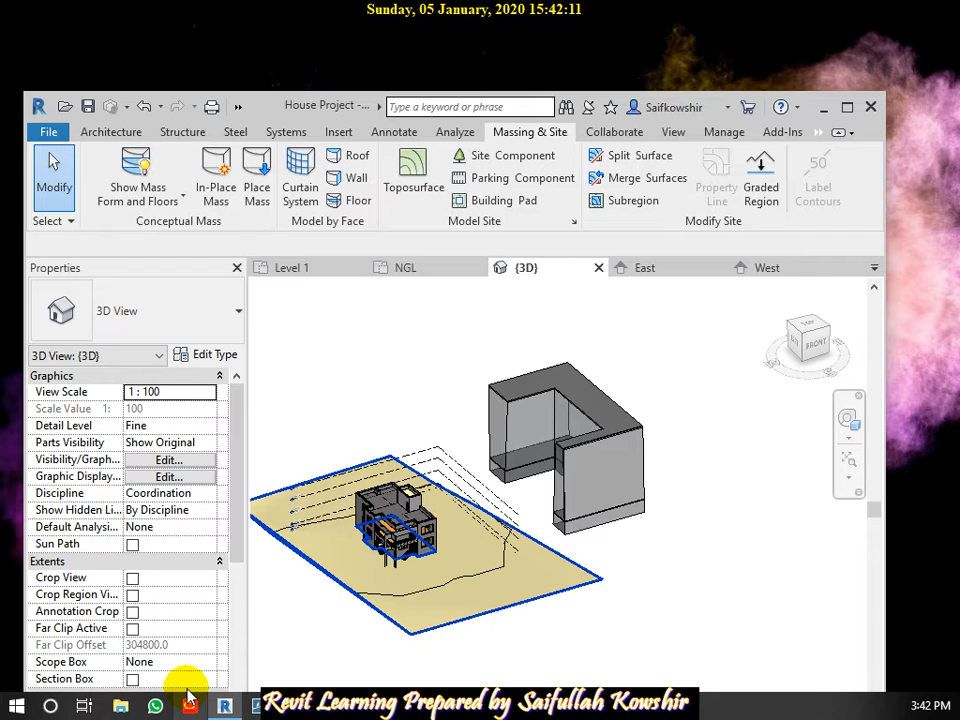 Sunday, 05 January, 2020 15:42:11
House Project -...
Type a keyword or phrase
Saifkowshir
File
Architecture
Structure
Steel
Systems
Insert
Annotate
Analyze
Massing & Site
Collaborate
View
Manage
Add-Ins
Modify
Show Mass
Form and Floors
In-Place
Mass
Place
Mass
Curtain
System
Roof
Wall
Floor
Toposurface
Site Component
Parking Component
Building Pad
Split Surface
Merge Surfaces
Subregion
Property
Line
Graded
Region
50
Label
Contours
Select
Conceptual Mass
Model by Face
Model Site
Modify Site
Properties
Level 1
NGL
{3D}
East
West
3D View
3D View: {3D}
Edit Type
Graphics
View Scale 1 : 100
Scale Value 1: 100
Detail Level Fine
Parts Visibility Show Original
Visibility/Graph... Edit...
Graphic Display... Edit...
Discipline Coordination
Show Hidden Li... By Discipline
Default Analysi... None
Sun Path
Extents
Crop View
Crop Region Vi...
Annotation Crop
Far Clip Active
Far Clip Offset 304800.0
Scope Box None
Section Box
FRONT
Revit Learning Prepared by Saifullah Kowshir
3:42 PM